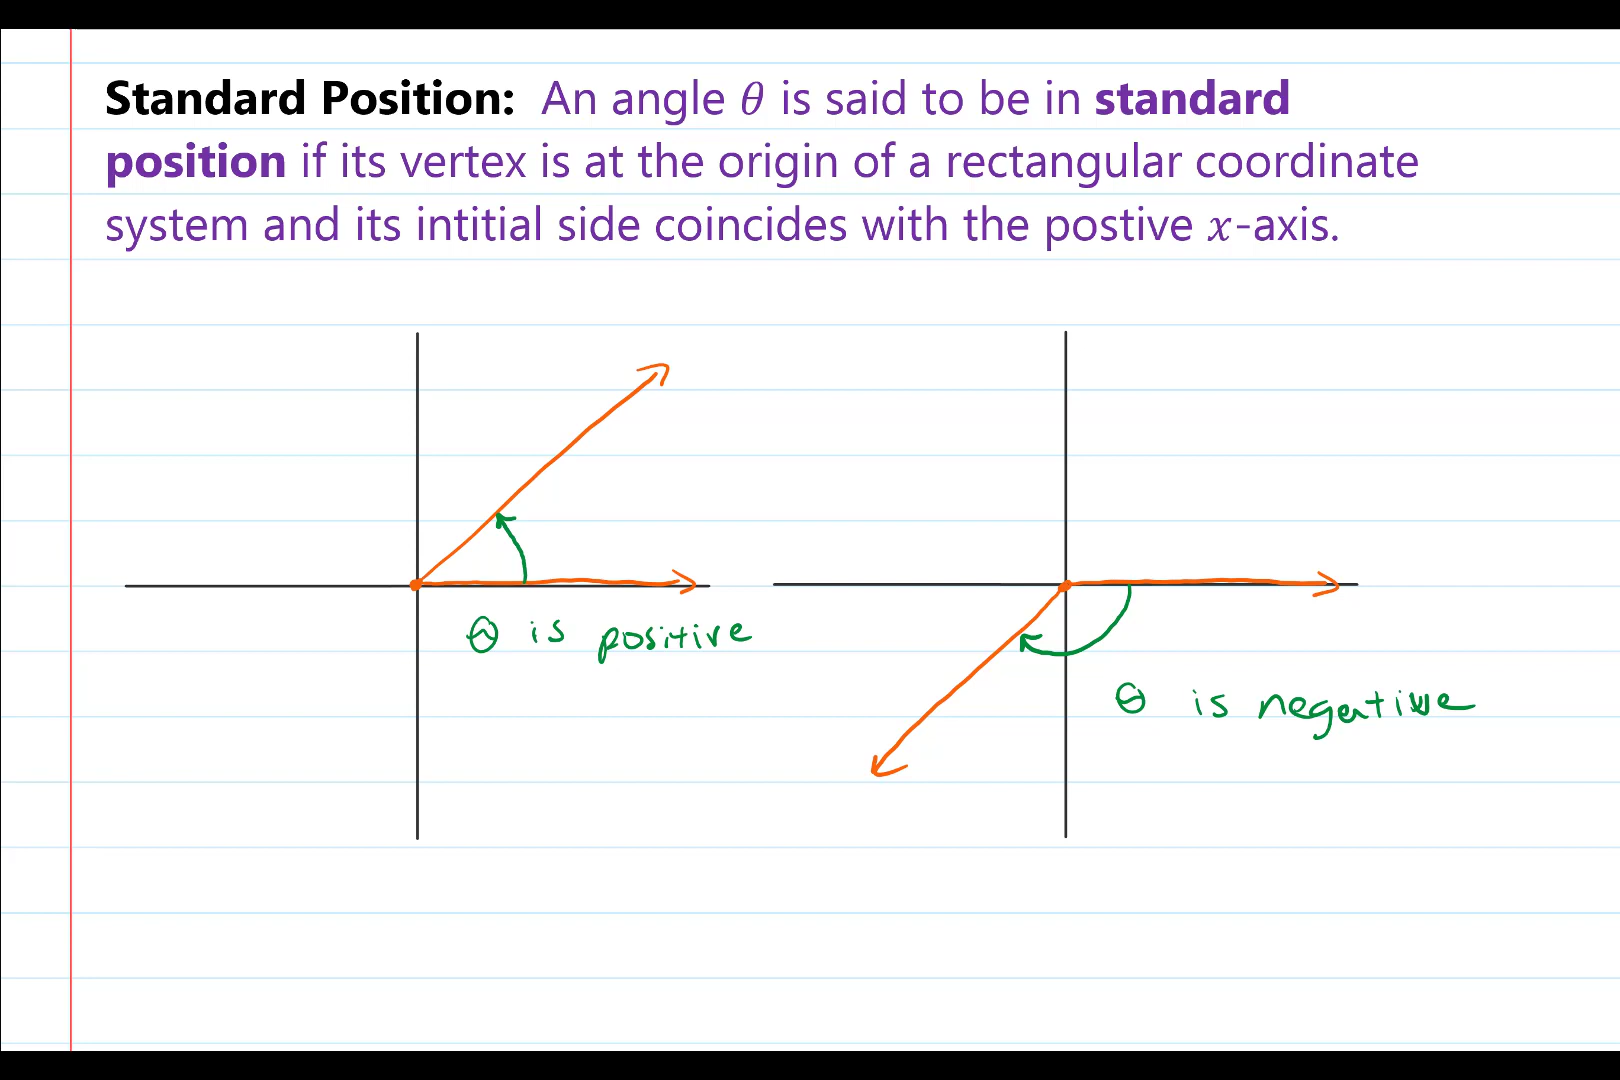 Standard Position: An angle θ is said to be in standard
position if its vertex is at the origin of a rectangular coordinate
system and its intitial side coincides with the postive x-axis.
θ is positive
θ is negative